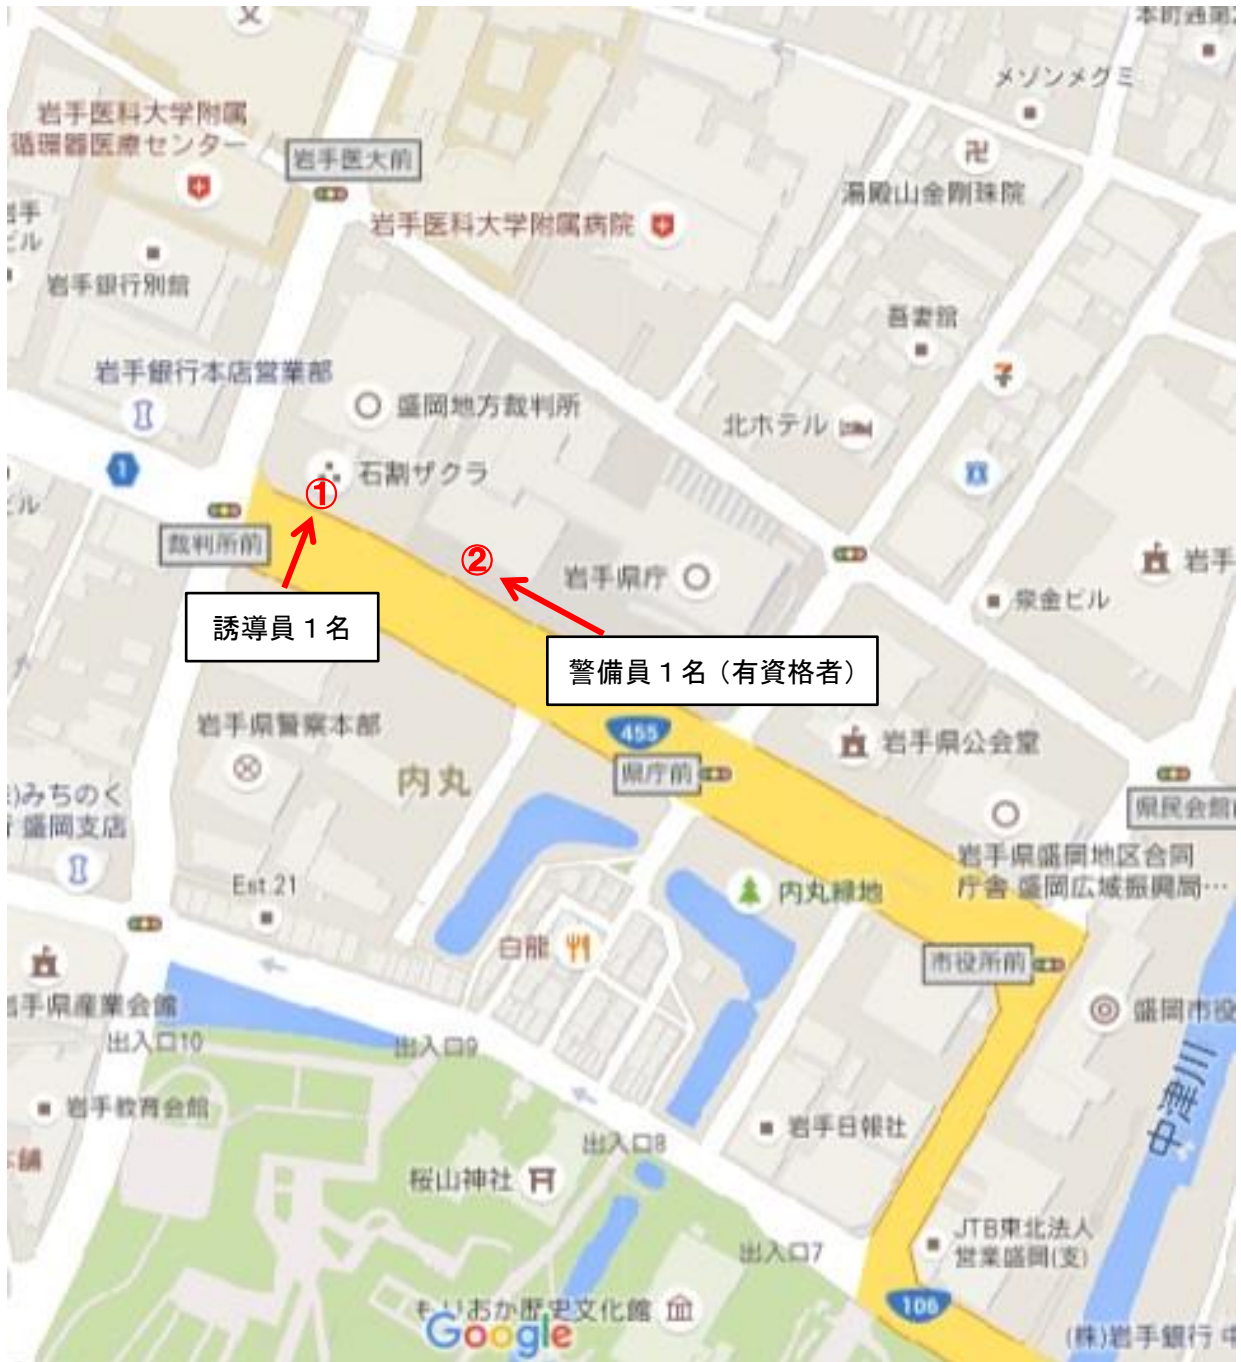 本町通第
メゾンメグミ
岩手医科大学附属
循環器医療センター
岩手医大前
湯殿山金剛珠院
岩手医科大学附属病院
岩手
ビル
岩手銀行別館
吾妻館
岩手銀行本店営業部
盛岡地方裁判所
北ホテル
7
1
石割ザクラ
ビル
①
裁判所前
②
岩手県庁
岩手
泉金ビル
誘導員1名
警備員1名(有資格者)
岩手県警察本部
455
岩手県公会堂
内丸
県庁前
)みちのく
盛岡支店
県民会館
岩手県盛岡地区合同
庁舎 盛岡広域振興局…
Est 21
内丸緑地
白龍
市役所前
岩手県産業会館
盛岡市役
出入口10
出入口9
中津川
岩手教育会館
岩手日報社
出入口8
舗
桜山神社
JTB東北法人
営業盛岡(支)
出入口7
106
もりおか歴史文化館
Google
(株)岩手銀行 中